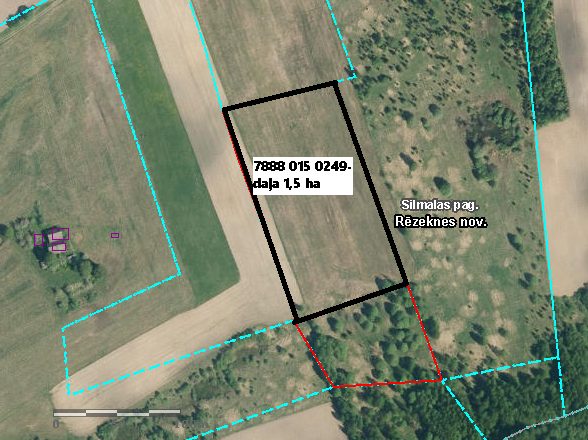 7888 015 0249-
daļa 1,5 ha
Silmalas pag.
Rēzeknes nov.